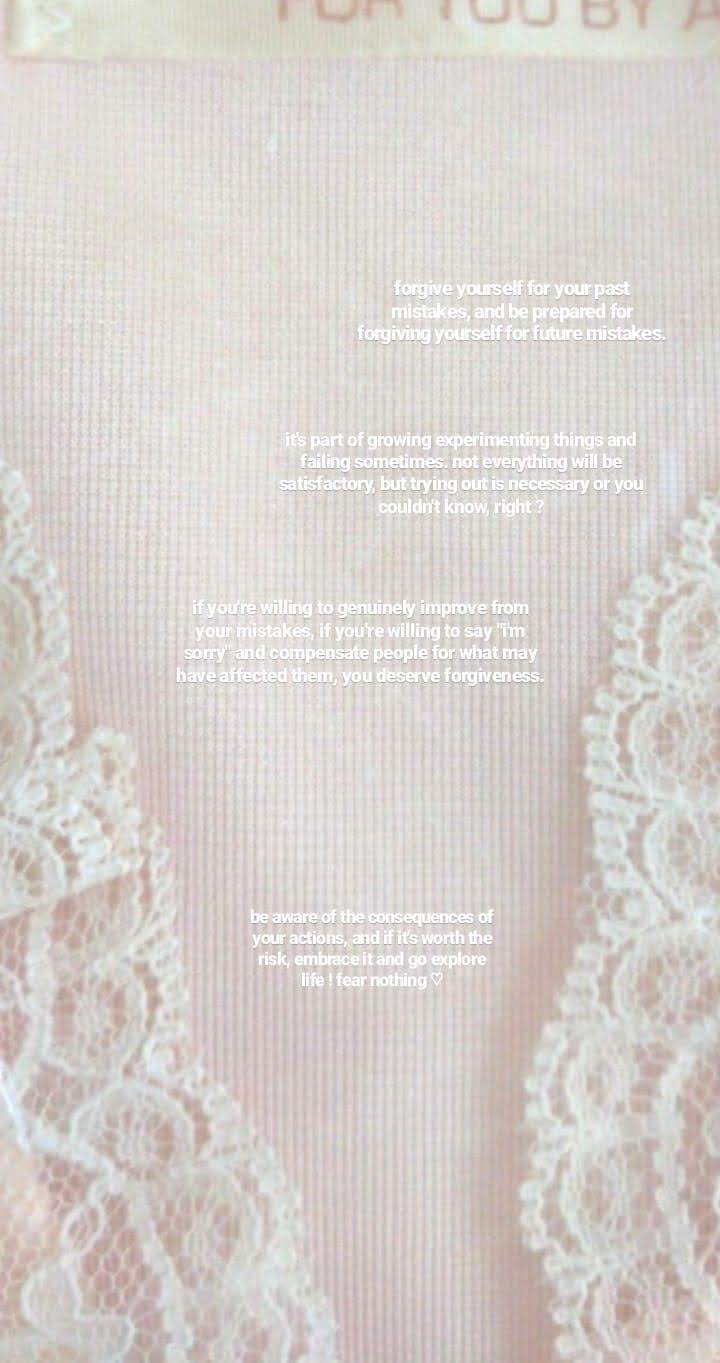 FOR YOU BY A
forgive yourself for your past
mistakes, and be prepared for
forgiving yourself for future mistakes.
it's part of growing experimenting things and
failing sometimes. not everything will be
satisfactory, but trying out is necessary or you
couldn't know, right ?
if you're willing to genuinely improve from
your mistakes, if you're willing to say "i'm
sorry" and compensate people for what may
have affected them, you deserve forgiveness.
be aware of the consequences of
your actions, and if it's worth the
risk, embrace it and go explore
life ! fear nothing ♡